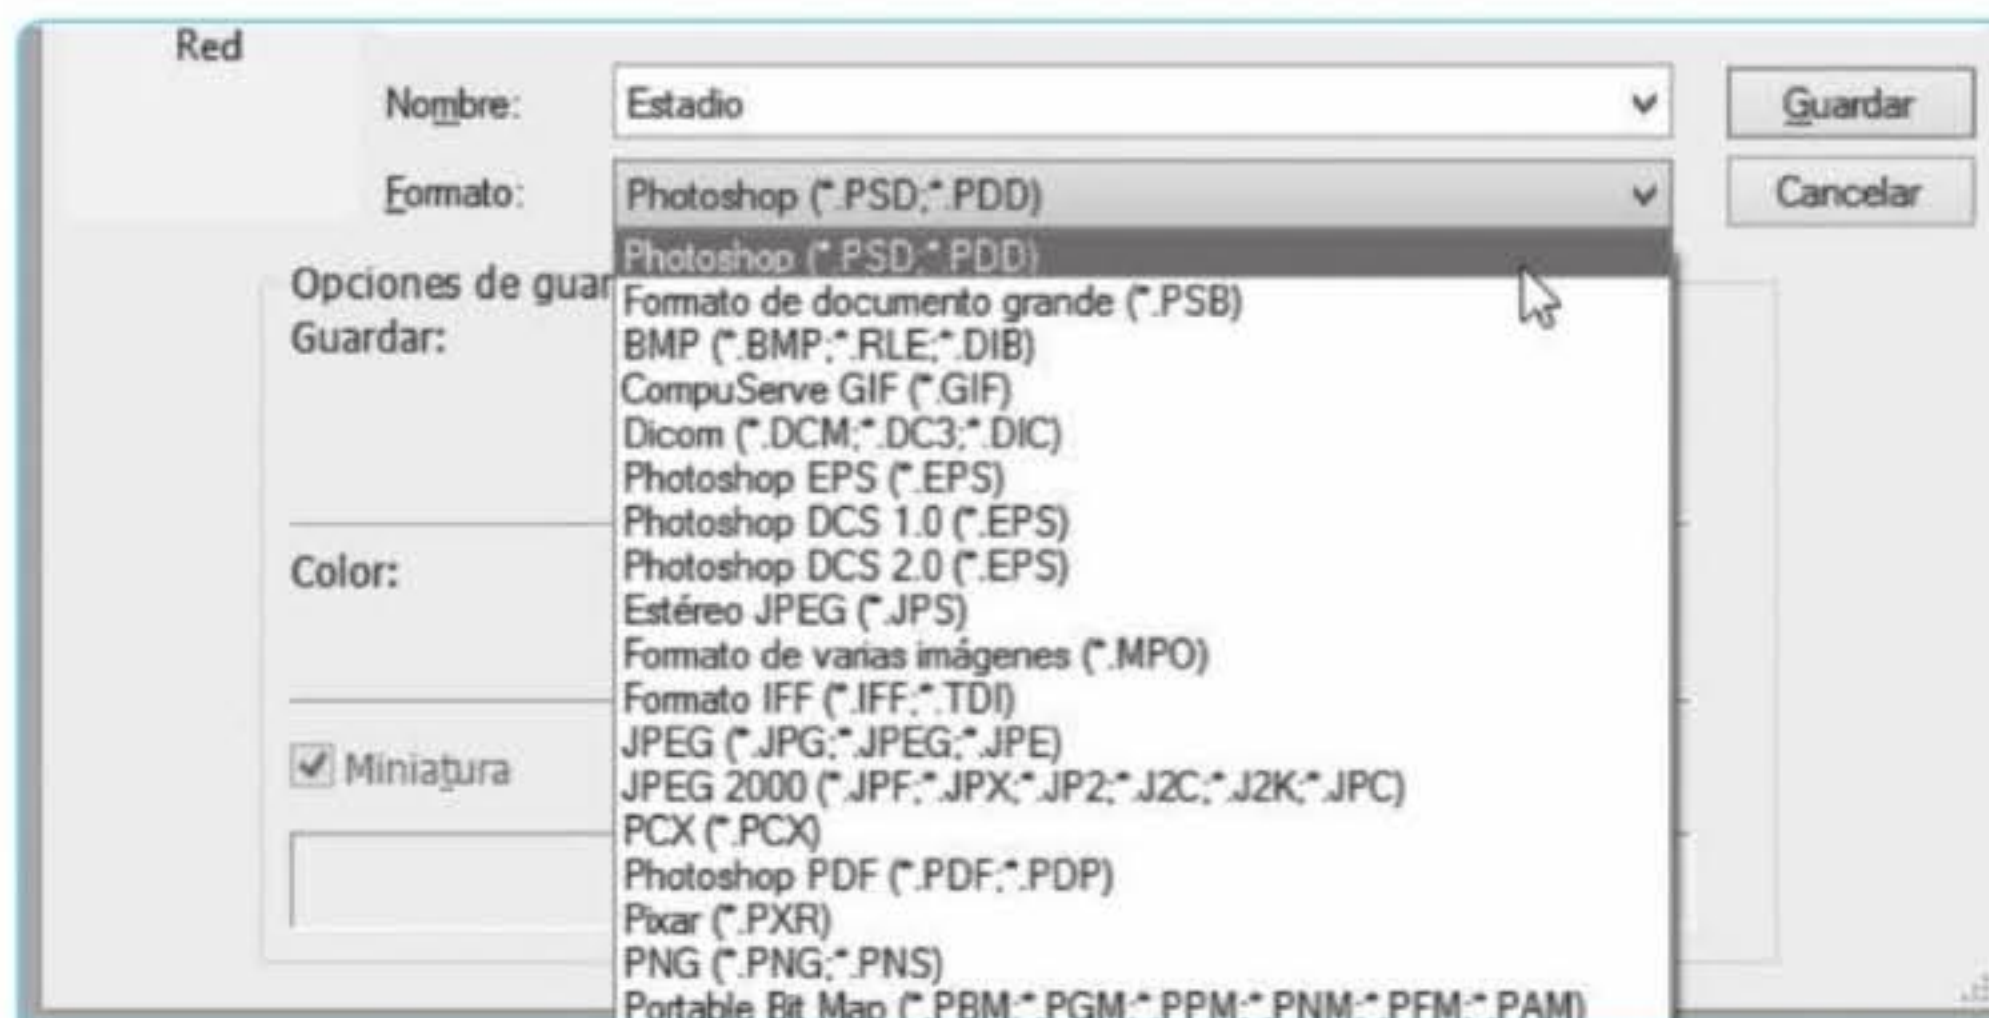 Red
Nombre: Estadio Guardar
Formato: Photoshop (*.PSD;*.PDD) Cancelar
Photoshop (*.PSD;*.PDD)
Opciones de guar
Formato de documento grande (*.PSB)
Guardar:
BMP (*.BMP;*.RLE;*.DIB)
CompuServe GIF (*.GIF)
Dicom (*.DCM;*.DC3;*.DIC)
Photoshop EPS (*.EPS)
Photoshop DCS 1.0 (*.EPS)
Photoshop DCS 2.0 (*.EPS)
Color:
Estéreo JPEG (*.JPS)
Formato de varias imágenes (*.MPO)
Formato IFF (*.IFF;*.TDI)
JPEG (*.JPG;*.JPEG;*.JPE)
Miniatura
JPEG 2000 (*.JPF;*.JPX;*.JP2;*.J2C;*.J2K;*.JPC)
PCX (*.PCX)
Photoshop PDF (*.PDF;*.PDP)
Pixar (*.PXR)
PNG (*.PNG;*.PNS)
Portable Bit Map (*.PBM;*.PGM;*.PPM;*.PNM;*.PFM;*.PAM)